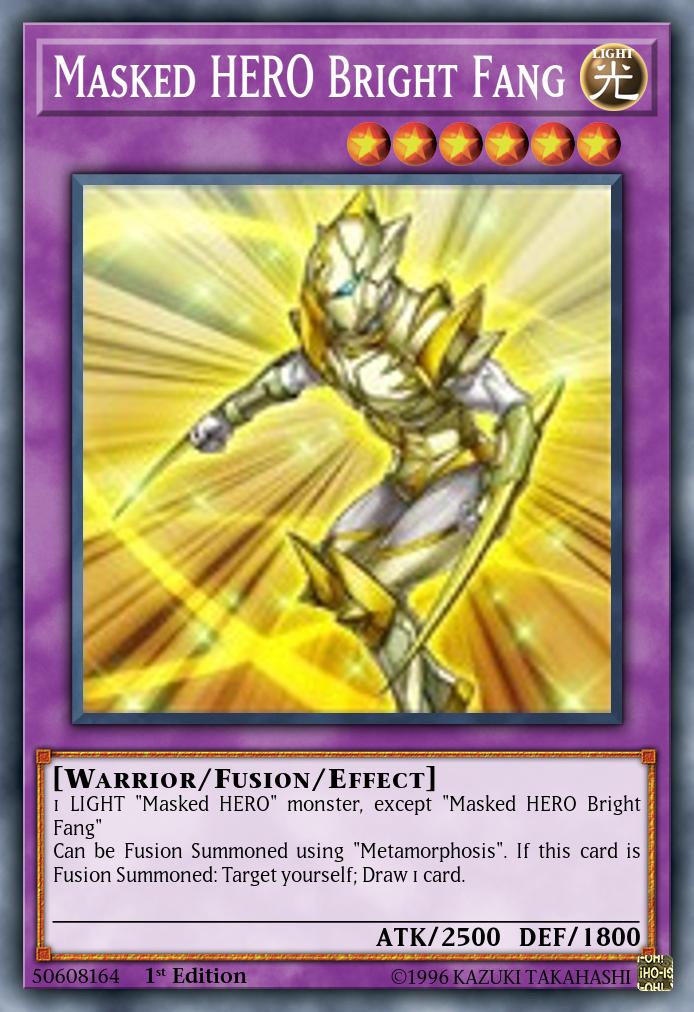 Masked HERO Bright Fang
LIGHT
光
[Warrior/Fusion/Effect]
1 LIGHT "Masked HERO" monster, except "Masked HERO Bright
Fang"
Can be Fusion Summoned using "Metamorphosis". If this card is
Fusion Summoned: Target yourself; Draw 1 card.
ATK/2500 DEF/1800
50608164 1st Edition ©1996 KAZUKI TAKAHASHI